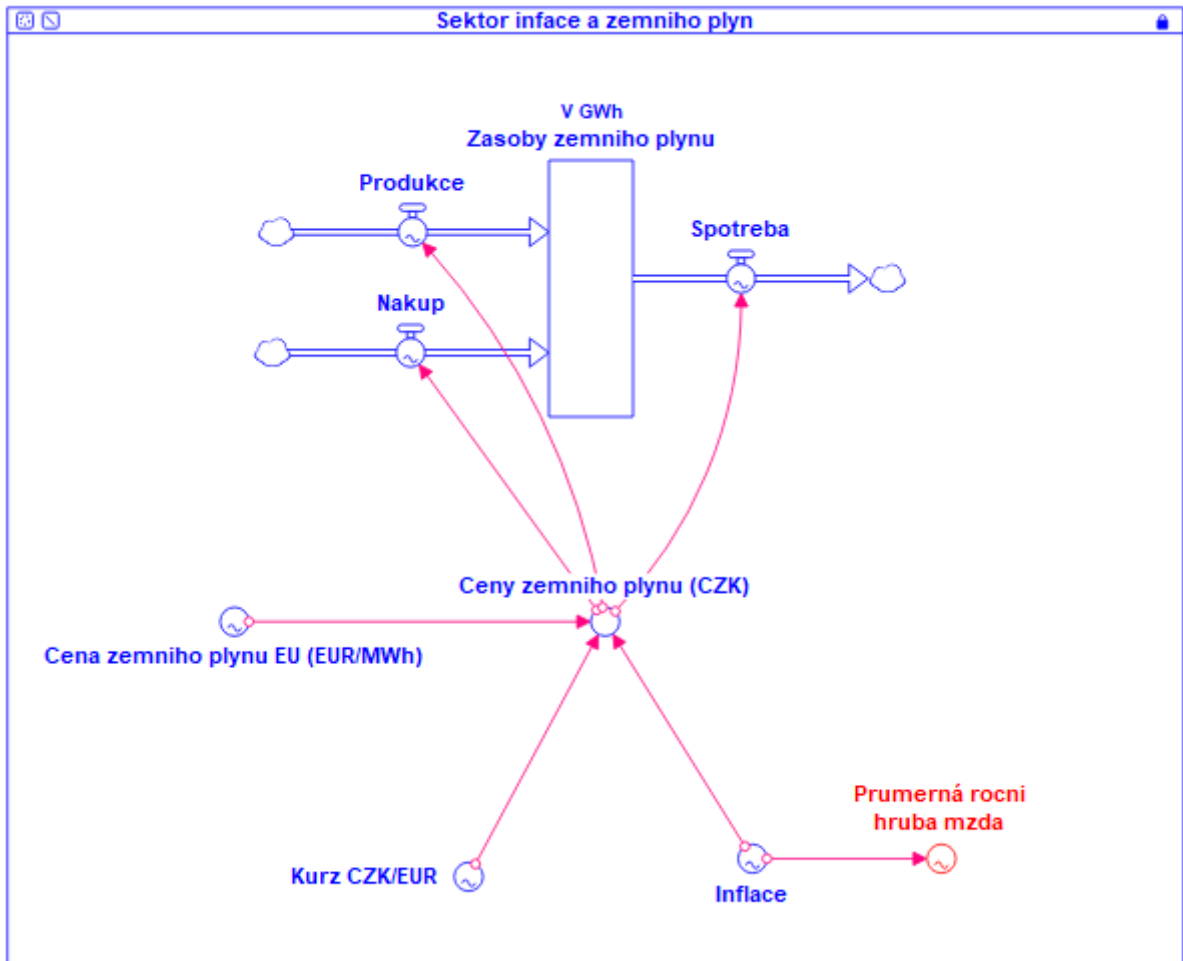 Sektor inface a zemniho plyn
V GWh
Zasoby zemniho plynu
Produkce
Spotreba
Nakup
Ceny zemniho plynu (CZK)
Cena zemniho plynu EU (EUR/MWh)
Prumerná rocni
hruba mzda
Kurz CZK/EUR
Inflace